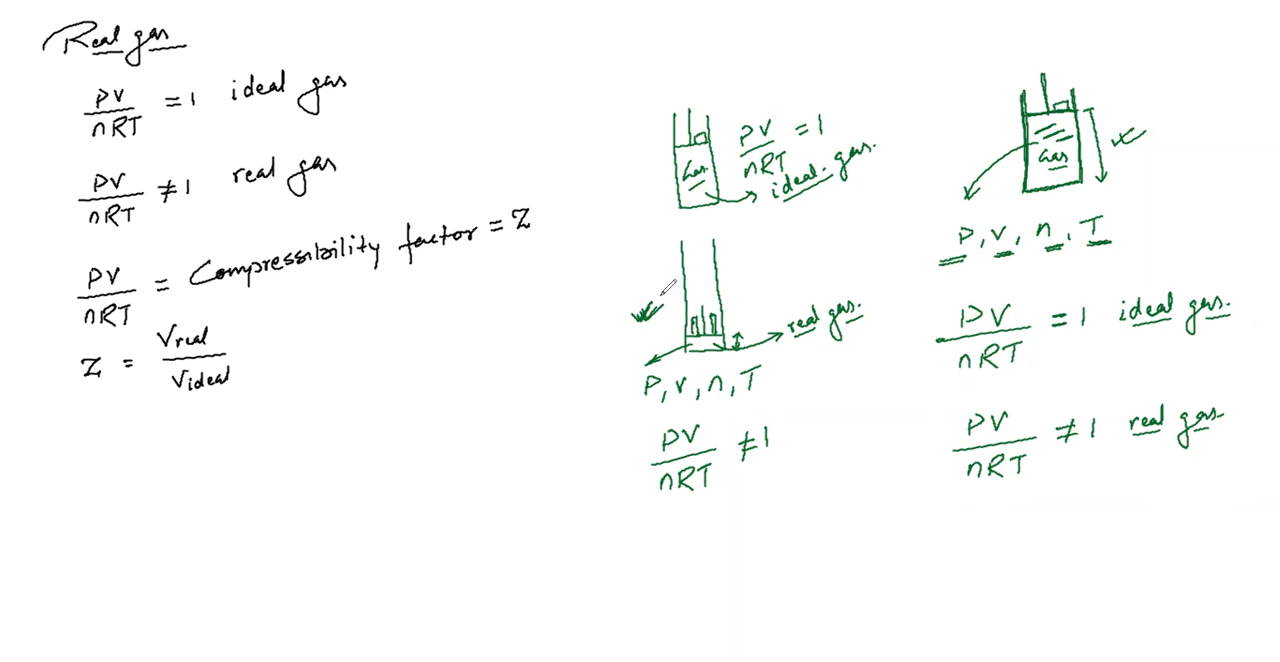 Real gas
PV/nRT = 1 ideal gas
PV/nRT ≠ 1 real gas
PV/nRT = Compressibility factor = Z
Z = Vreal/Videal
Gas
PV/nRT = 1
ideal gas.
real gas.
P, V, n, T
PV/nRT ≠ 1
Gas
P, V, n, T
PV/nRT = 1 ideal gas.
PV/nRT ≠ 1 real gas